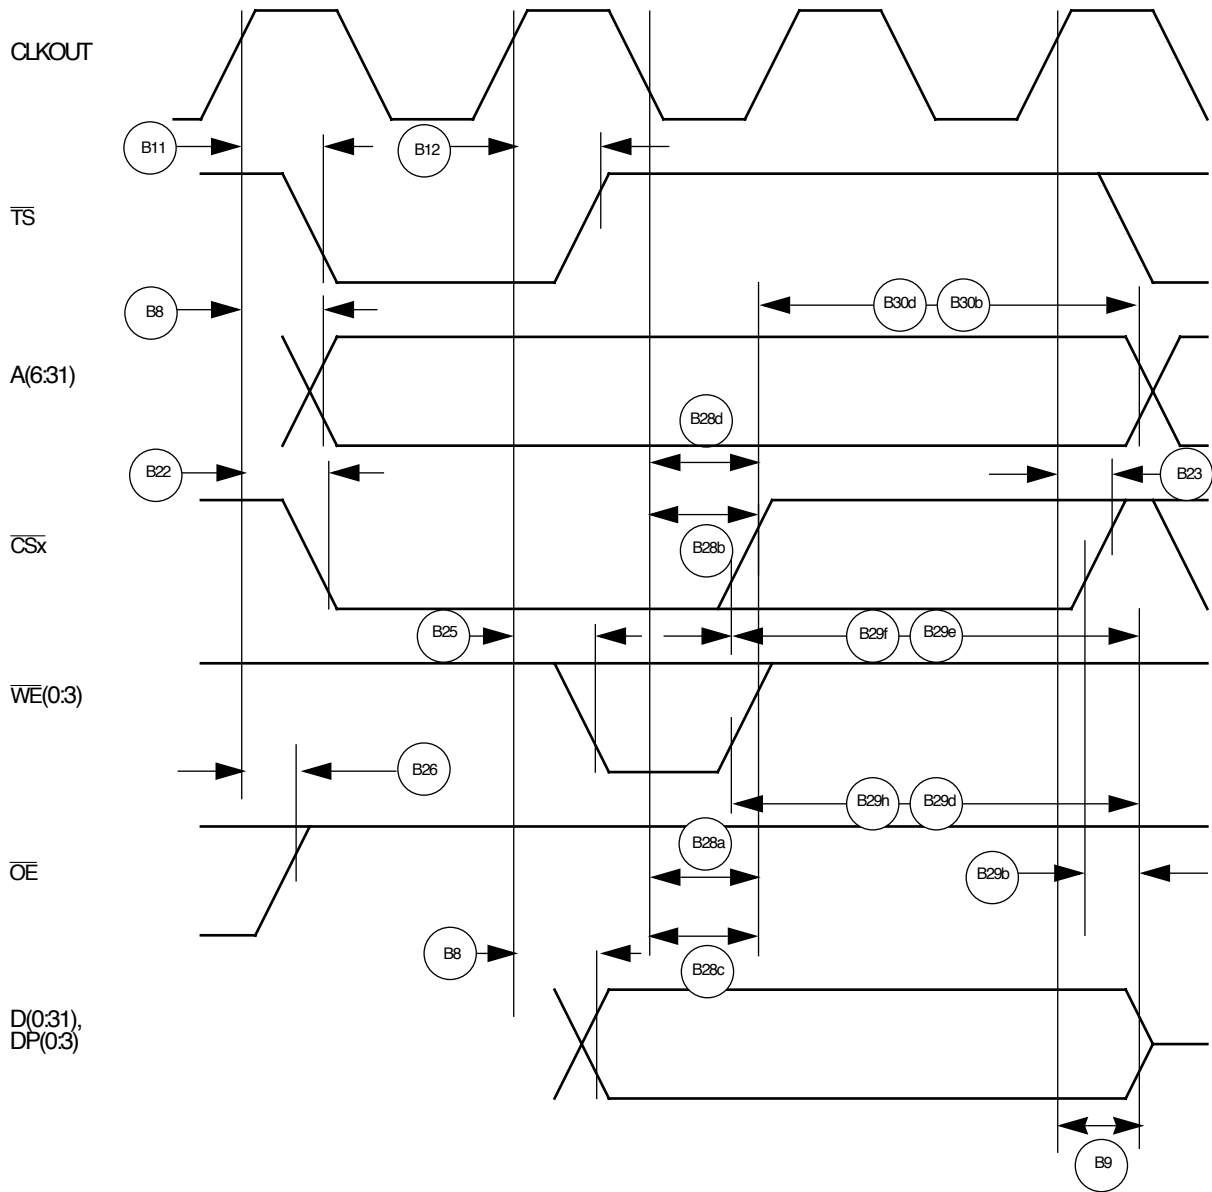 CLKOUT
B11
B12
TS
B8
B30d
B30b
A(6:31)
B28d
B22
B23
CSx
B28b
B25
B29f
B29e
WE(0:3)
B26
B29h
B29d
B28a
OE
B29b
B8
B28c
D(0:31),
DP(0:3)
B9